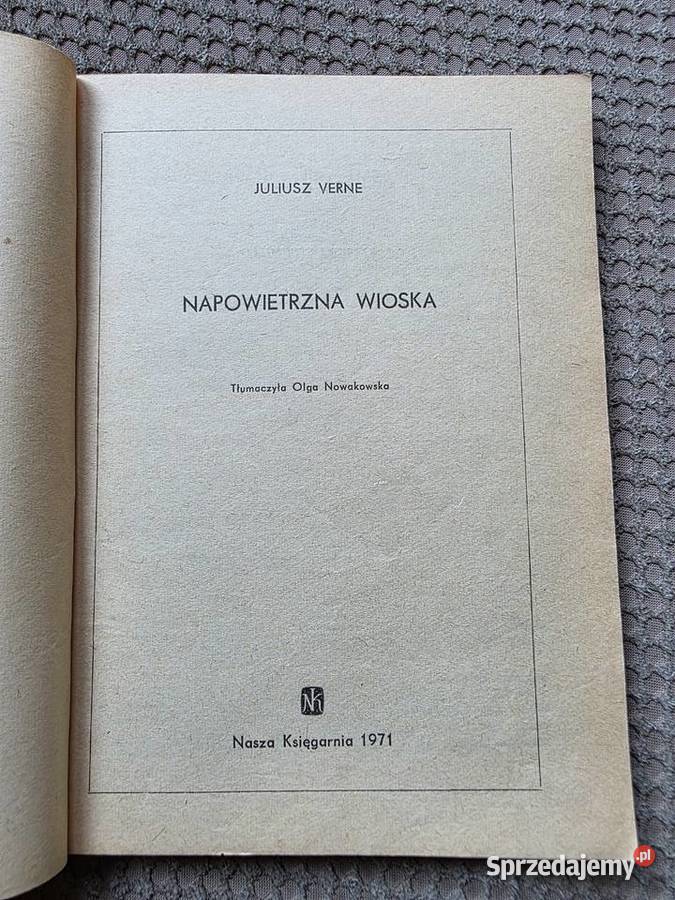 JULIUSZ VERNE
NAPOWIETRZNA WIOSKA
Tłumaczyła Olga Nowakowska
NK
Nasza Księgarnia 1971
Sprzedajemy.pl